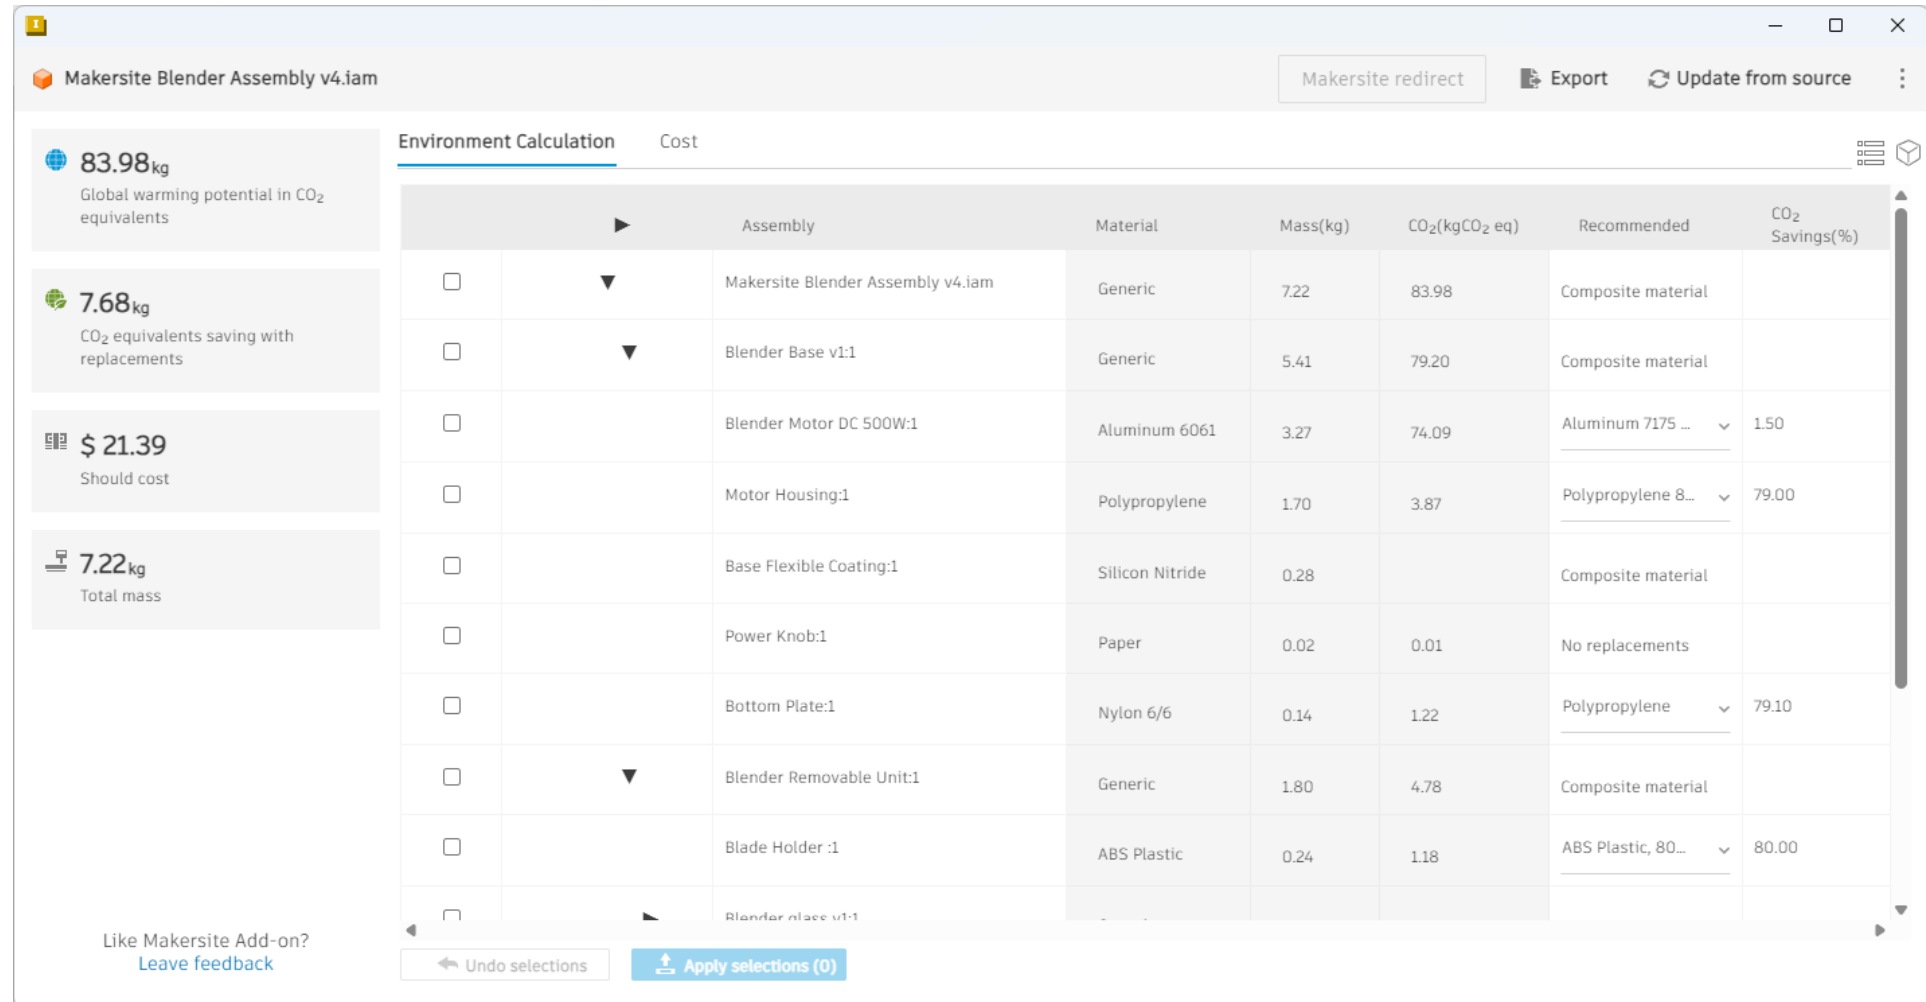 Makersite Blender Assembly v4.iam
Makersite redirect
Export
Update from source
83.98kg
Global warming potential in CO2
equivalents
7.68kg
CO2 equivalents saving with
replacements
$ 21.39
Should cost
7.22kg
Total mass
Like Makersite Add-on?
Leave feedback
Environment Calculation Cost
Assembly Material Mass(kg) CO2(kgCO2 eq) Recommended CO2 Savings(%)
Makersite Blender Assembly v4.iam Generic 7.22 83.98 Composite material
Blender Base v1:1 Generic 5.41 79.20 Composite material
Blender Motor DC 500W:1 Aluminum 6061 3.27 74.09 Aluminum 7175 ... 1.50
Motor Housing:1 Polypropylene 1.70 3.87 Polypropylene 8... 79.00
Base Flexible Coating:1 Silicon Nitride 0.28 Composite material
Power Knob:1 Paper 0.02 0.01 No replacements
Bottom Plate:1 Nylon 6/6 0.14 1.22 Polypropylene 79.10
Blender Removable Unit:1 Generic 1.80 4.78 Composite material
Blade Holder :1 ABS Plastic 0.24 1.18 ABS Plastic, 80... 80.00
Blender glass v1:1
Undo selections
Apply selections (0)